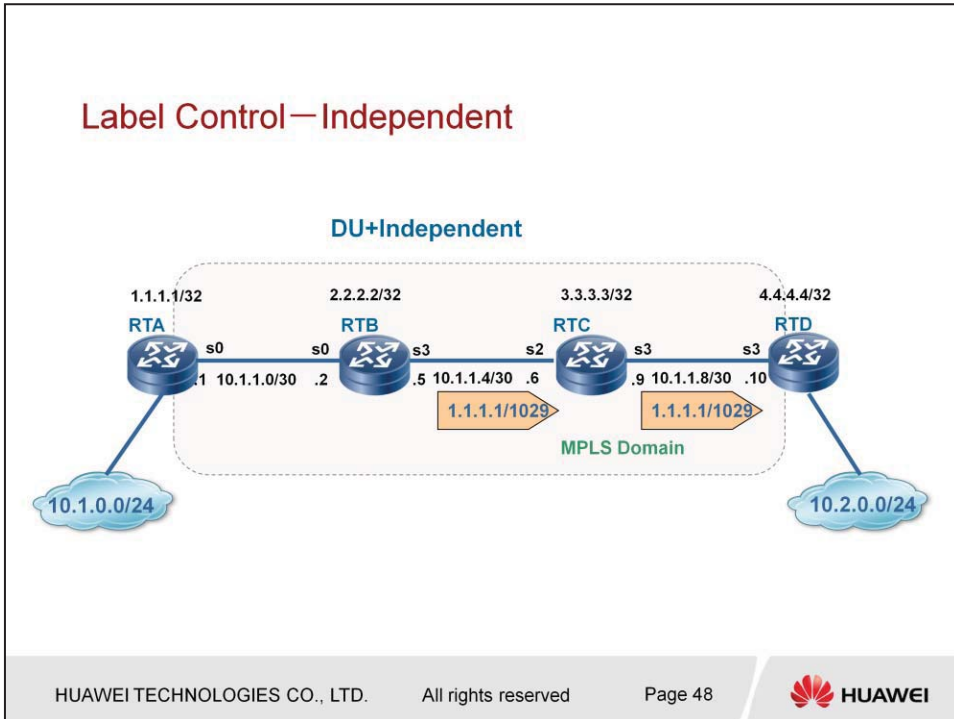 Label Control—Independent
DU+Independent
1.1.1.1/32 2.2.2.2/32 3.3.3.3/32 4.4.4.4/32
RTA RTB RTC RTD
s0 s0 s3 s2 s3 s3
.1 10.1.1.0/30 .2 .5 10.1.1.4/30 .6 .9 10.1.1.8/30 .10
1.1.1.1/1029 1.1.1.1/1029
MPLS Domain
10.1.0.0/24 10.2.0.0/24
HUAWEI TECHNOLOGIES CO., LTD. All rights reserved Page 48 HUAWEI